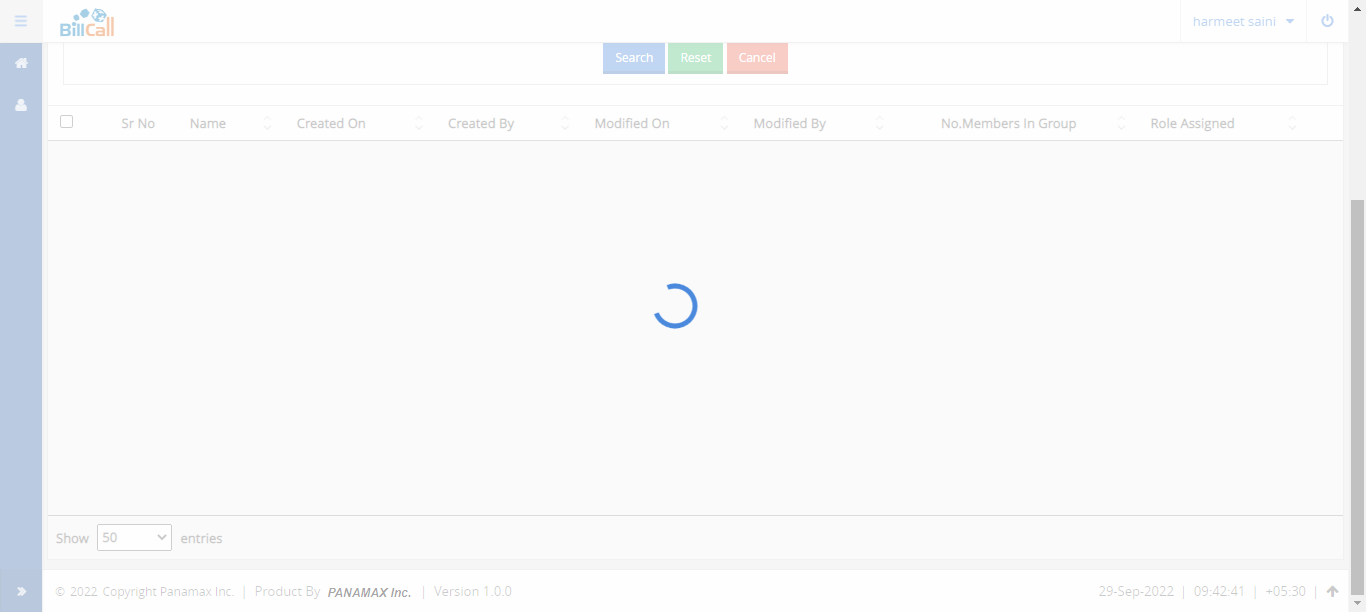 BillCall
harmeet saini
Search Reset Cancel
Sr No Name Created On Created By Modified On Modified By No.Members In Group Role Assigned
Show 50 entries
© 2022 Copyright Panamax Inc. | Product By PANAMAX Inc. | Version 1.0.0
29-Sep-2022 | 09:42:41 | +05:30 |